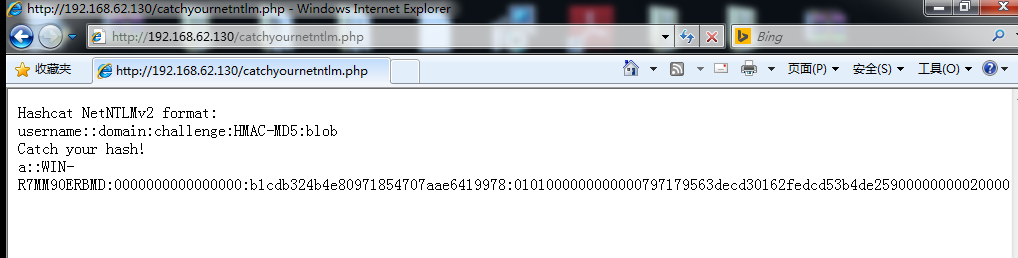 http://192.168.62.130/catchyournetntlm.php - Windows Internet Explorer
http://192.168.62.130/catchyournetntlm.php
Bing
收藏夹
http://192.168.62.130/catchyournetntlm.php
页面(P)
安全(S)
工具(O)
Hashcat NetNTLMv2 format:
username::domain:challenge:HMAC-MD5:blob
Catch your hash!
a::WIN-
R7MM90ERBMD:0000000000000000:b1cdb324b4e80971854707aae6419978:0101000000000000797179563decd30162fedcd53b4de25900000000020000